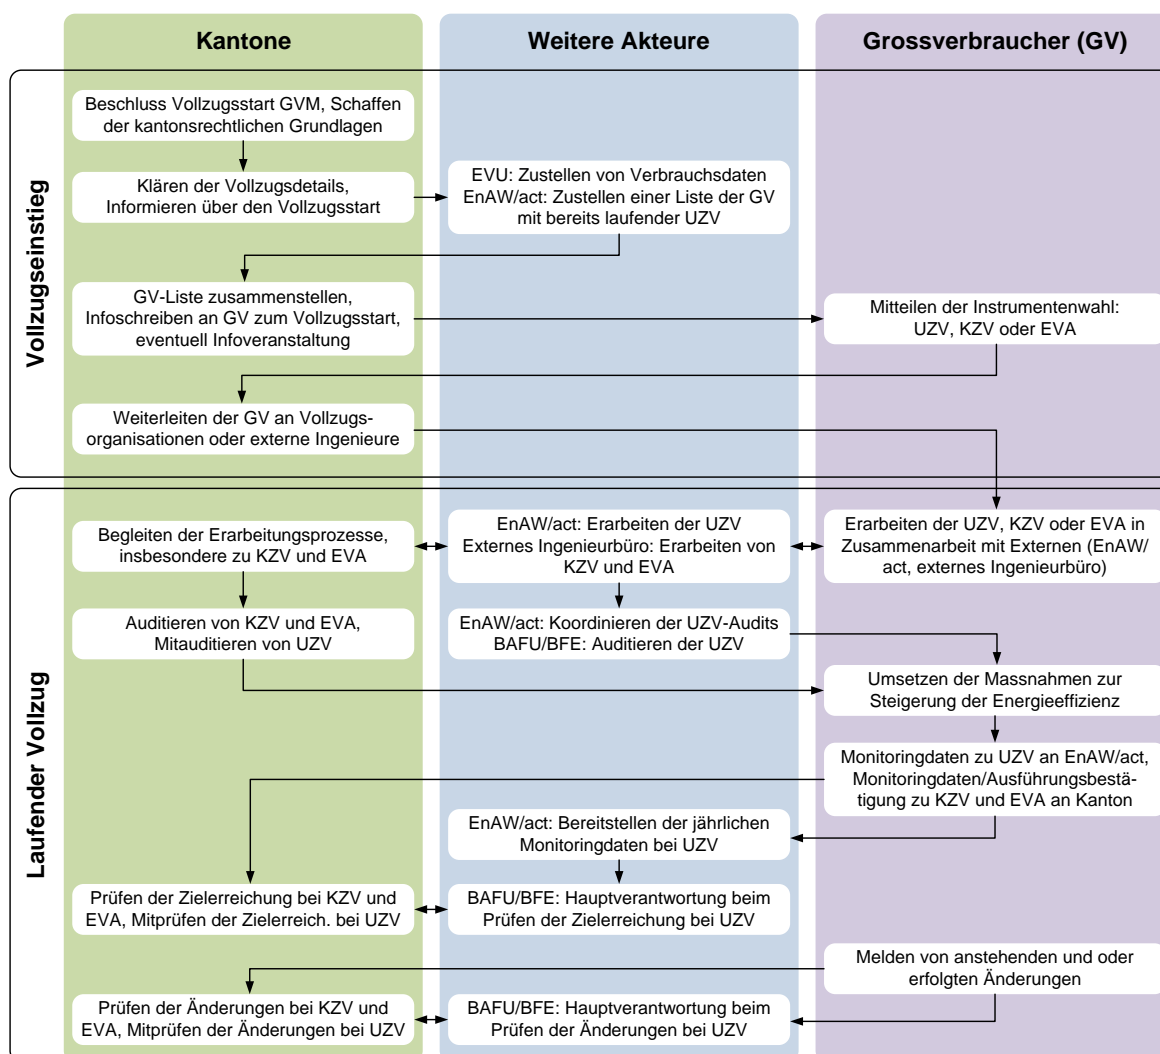 Kantone
Weitere Akteure
Grossverbraucher (GV)
Vollzugseinstieg
Beschluss Vollzugsstart GVM, Schaffen
der kantonsrechtlichen Grundlagen
Klären der Vollzugsdetails,
Informieren über den Vollzugsstart
EVU: Zustellen von Verbrauchsdaten
EnAW/act: Zustellen einer Liste der GV
mit bereits laufender UZV
GV-Liste zusammenstellen,
Infoschreiben an GV zum Vollzugsstart,
eventuell Infoveranstaltung
Mitteilen der Instrumentenwahl:
UZV, KZV oder EVA
Weiterleiten der GV an Vollzugs-
organisationen oder externe Ingenieure
Laufender Vollzug
Begleiten der Erarbeitungsprozesse,
insbesondere zu KZV und EVA
EnAW/act: Erarbeiten der UZV
Externes Ingenieurbüro: Erarbeiten von
KZV und EVA
Erarbeiten der UZV, KZV oder EVA in
Zusammenarbeit mit Externen (EnAW/
act, externes Ingenieurbüro)
Auditieren von KZV und EVA,
Mitauditieren von UZV
EnAW/act: Koordinieren der UZV-Audits
BAFU/BFE: Auditieren der UZV
Umsetzen der Massnahmen zur
Steigerung der Energieeffizienz
Monitoringdaten zu UZV an EnAW/act,
Monitoringdaten/Ausführungsbestä-
tigung zu KZV und EVA an Kanton
EnAW/act: Bereitstellen der jährlichen
Monitoringdaten bei UZV
Prüfen der Zielerreichung bei KZV und
EVA, Mitprüfen der Zielerreich. bei UZV
BAFU/BFE: Hauptverantwortung beim
Prüfen der Zielerreichung bei UZV
Melden von anstehenden und oder
erfolgten Änderungen
Prüfen der Änderungen bei KZV und
EVA, Mitprüfen der Änderungen bei UZV
BAFU/BFE: Hauptverantwortung beim
Prüfen der Änderungen bei UZV